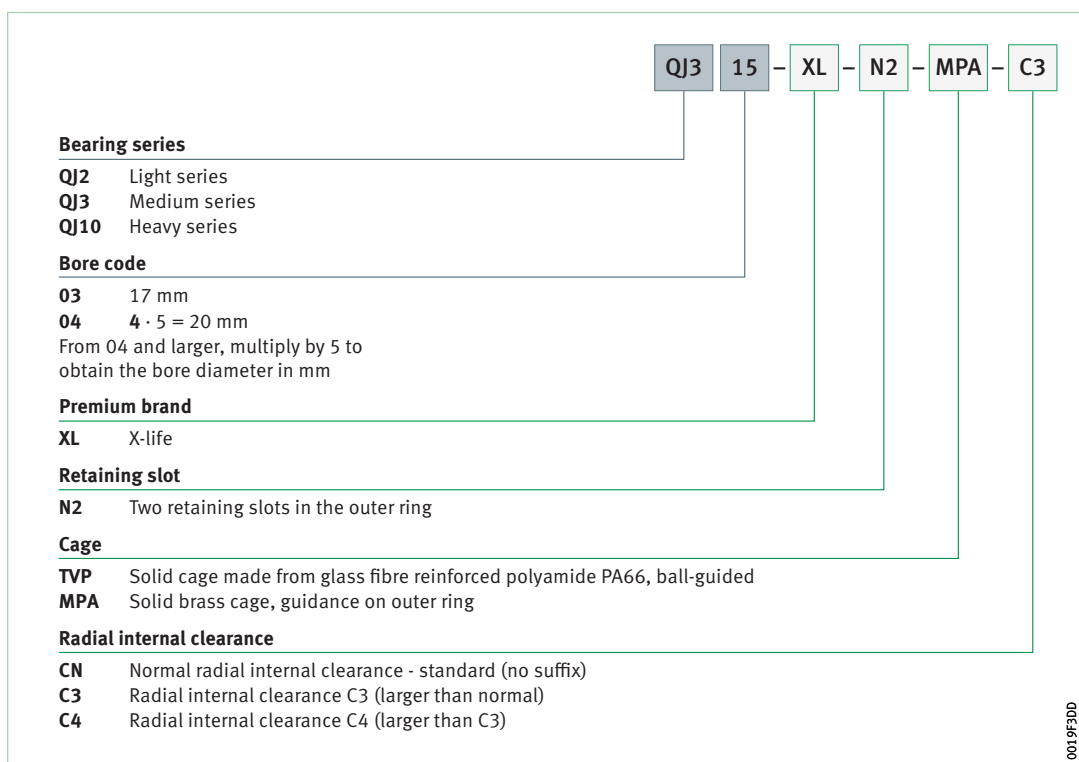 QJ3 15 – XL – N2 – MPA – C3
Bearing series
QJ2 Light series
QJ3 Medium series
QJ10 Heavy series
Bore code
03 17 mm
04 4 · 5 = 20 mm
From 04 and larger, multiply by 5 to
obtain the bore diameter in mm
Premium brand
XL X-life
Retaining slot
N2 Two retaining slots in the outer ring
Cage
TVP Solid cage made from glass fibre reinforced polyamide PA66, ball-guided
MPA Solid brass cage, guidance on outer ring
Radial internal clearance
CN Normal radial internal clearance - standard (no suffix)
C3 Radial internal clearance C3 (larger than normal)
C4 Radial internal clearance C4 (larger than C3)
0019F3DD